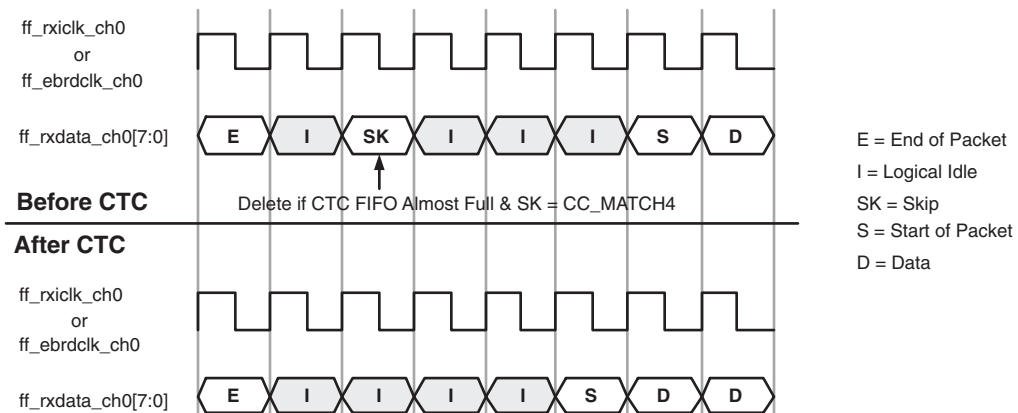 ff_rxiclk_ch0
or
ff_ebrdclk_ch0
ff_rxdata_ch0[7:0]
E I SK I I I S D
Before CTC
Delete if CTC FIFO Almost Full & SK = CC_MATCH4
After CTC
ff_rxiclk_ch0
or
ff_ebrdclk_ch0
ff_rxdata_ch0[7:0]
E I I I I S D D
E = End of Packet
I = Logical Idle
SK = Skip
S = Start of Packet
D = Data